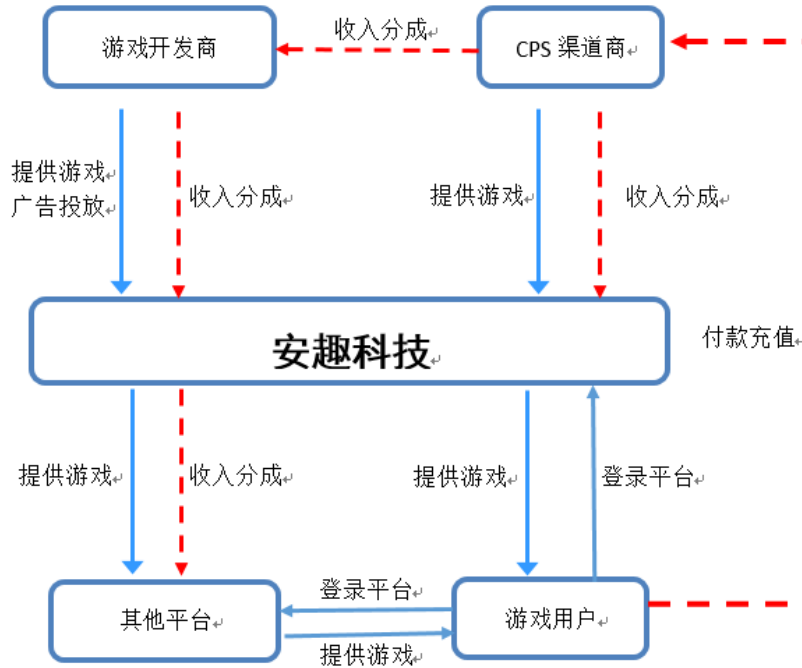 游戏开发商
收入分成
CPS 渠道商
提供游戏
广告投放
收入分成
提供游戏
收入分成
安趣科技
付款充值
提供游戏
收入分成
提供游戏
登录平台
其他平台
登录平台
提供游戏
游戏用户